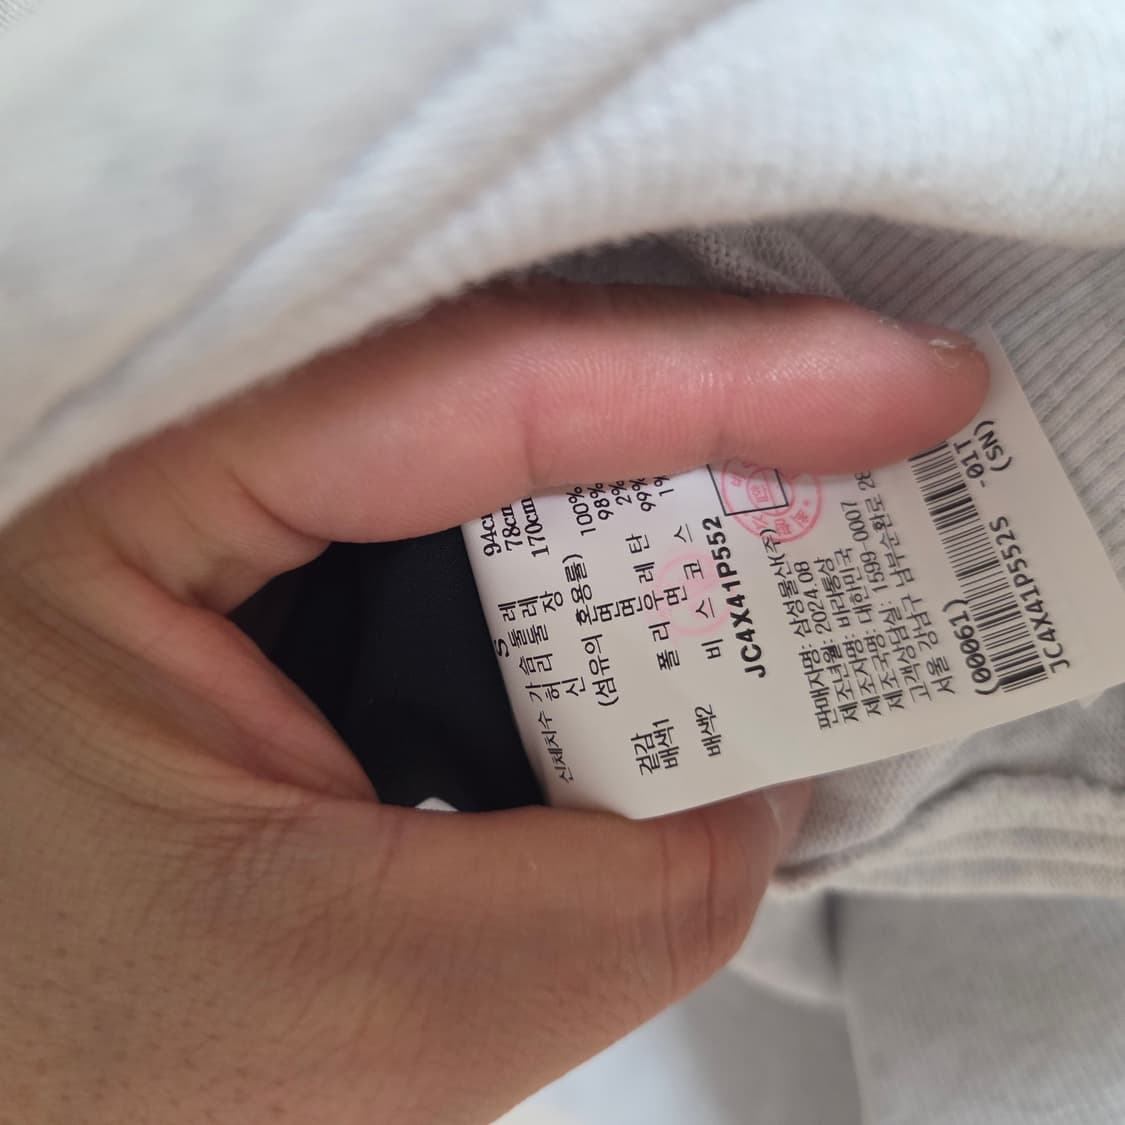 S
신체치수 가슴둘레 94cm
허리둘레 78cm
신장 170cm
(섬유의 혼용률)
겉감 면 100%
배색1 면 98%
폴리우레탄 2%
배색2 면 99%
비스코스 1%
JC4X41P552
판매자명: 삼성물산(주)
제조년월: 2024.08
제조자명: 바리통상
제조국명: 대한민국
고객상담실: 1599-0007
서울 강남구 남부순환로
(00061)
JC4X41P52S -01T
(SN)